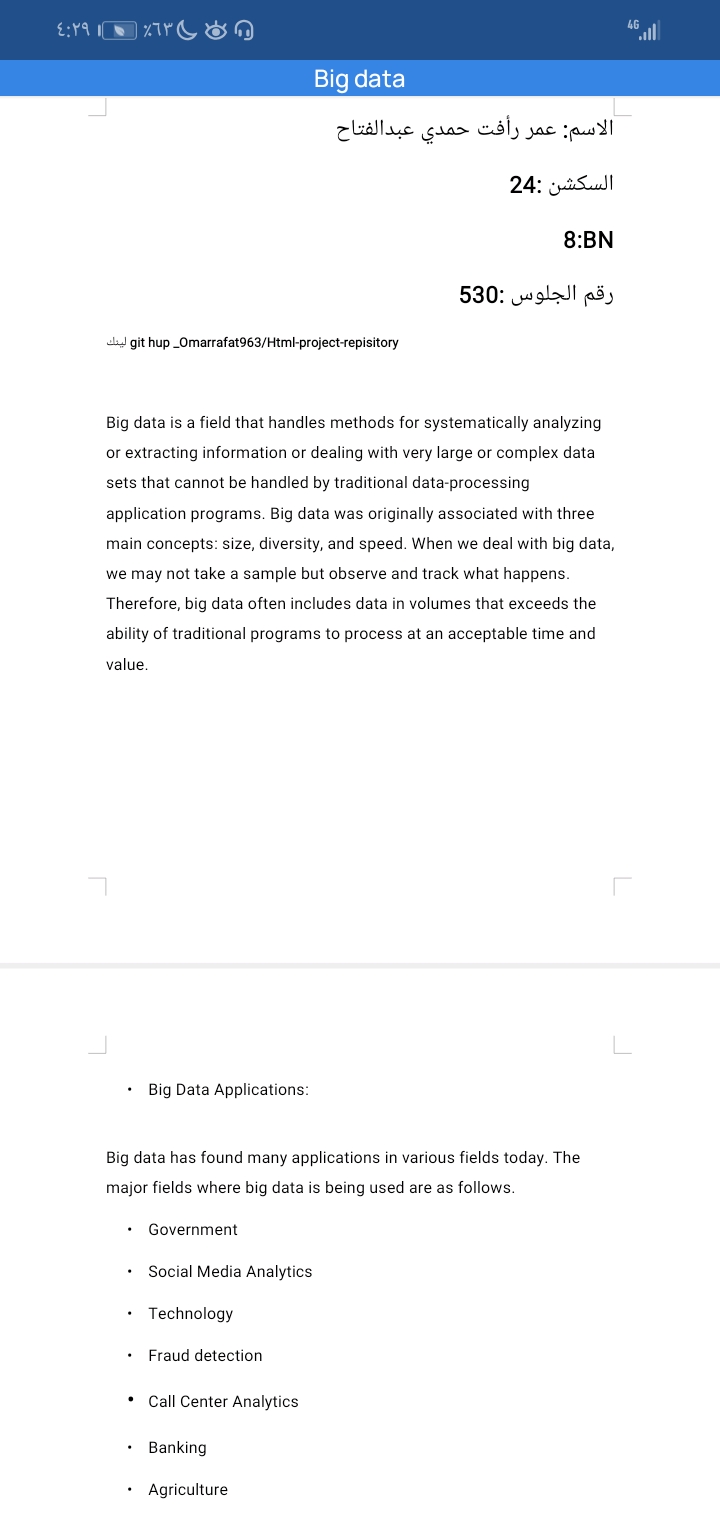 ٤:٢٩ ٪٦٣ 4G
Big data
الاسم: عمر رأفت حمدي عبدالفتاح
السكشن :24
8:BN
رقم الجلوس :530
لينك git hup _Omarrafat963/Html-project-repisitory
Big data is a field that handles methods for systematically analyzing
or extracting information or dealing with very large or complex data
sets that cannot be handled by traditional data-processing
application programs. Big data was originally associated with three
main concepts: size, diversity, and speed. When we deal with big data,
we may not take a sample but observe and track what happens.
Therefore, big data often includes data in volumes that exceeds the
ability of traditional programs to process at an acceptable time and
value.
• Big Data Applications:
Big data has found many applications in various fields today. The
major fields where big data is being used are as follows.
• Government
• Social Media Analytics
• Technology
• Fraud detection
• Call Center Analytics
• Banking
• Agriculture